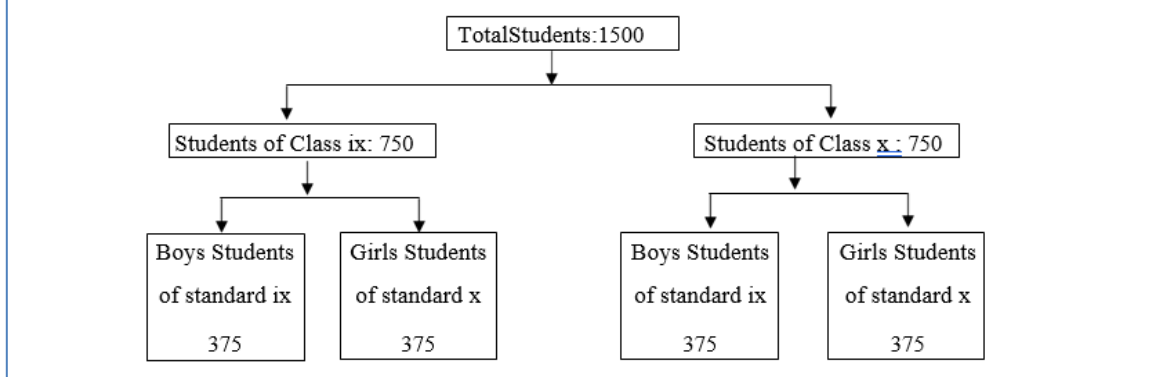 TotalStudents:1500
Students of Class ix: 750
Students of Class x : 750
Boys Students
of standard ix
375
Girls Students
of standard x
375
Boys Students
of standard ix
375
Girls Students
of standard x
375